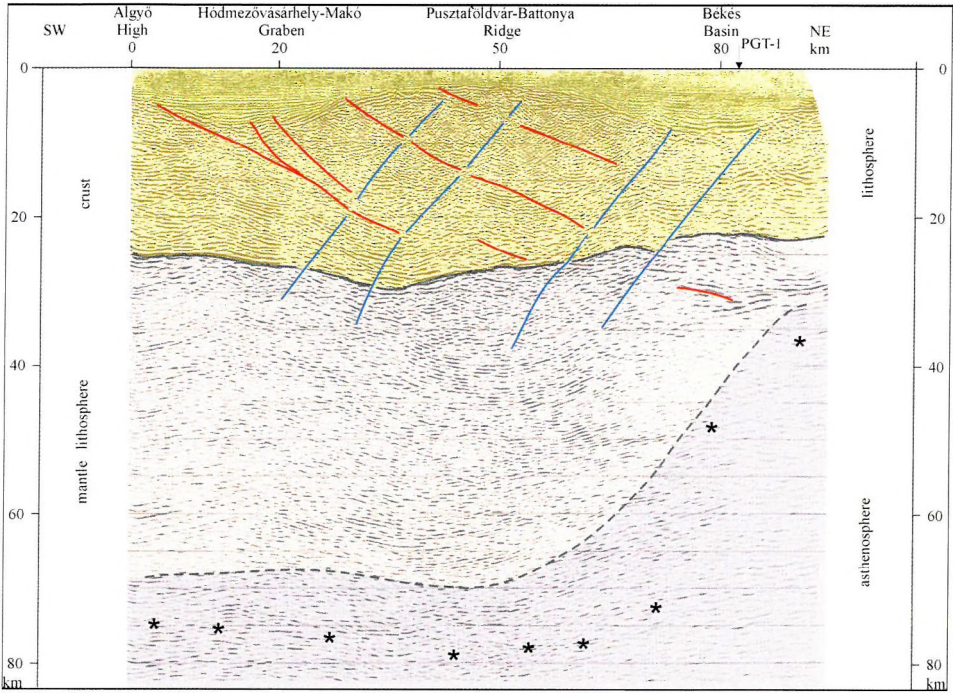 Algyő Hódmezővásárhely-Makó Pusztaföldvár-Battonya Békés
SW High Graben Ridge Basin PGT-1 NE
0 20 50 80 km
0 0
crust lithosphere
20 20
40 40
mantle lithosphere
60 60
asthenosphere
80 80
km km